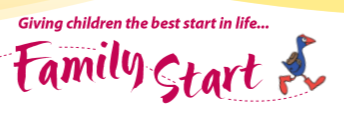 Giving children the best start in life...
Family Start